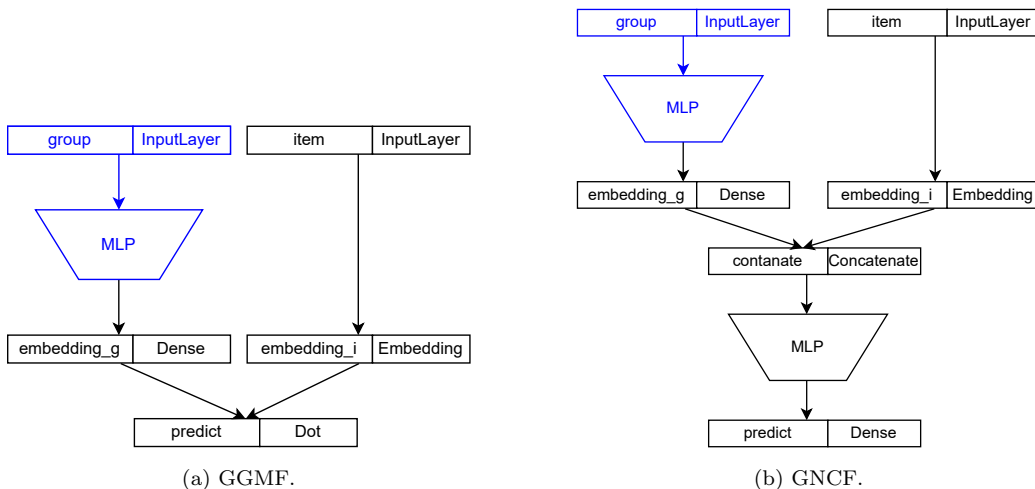 group InputLayer
item InputLayer
MLP
embedding_g Dense
embedding_i Embedding
predict Dot
(a) GGMF.
group InputLayer
item InputLayer
MLP
embedding_g Dense
embedding_i Embedding
contanate Concatenate
MLP
predict Dense
(b) GNCF.